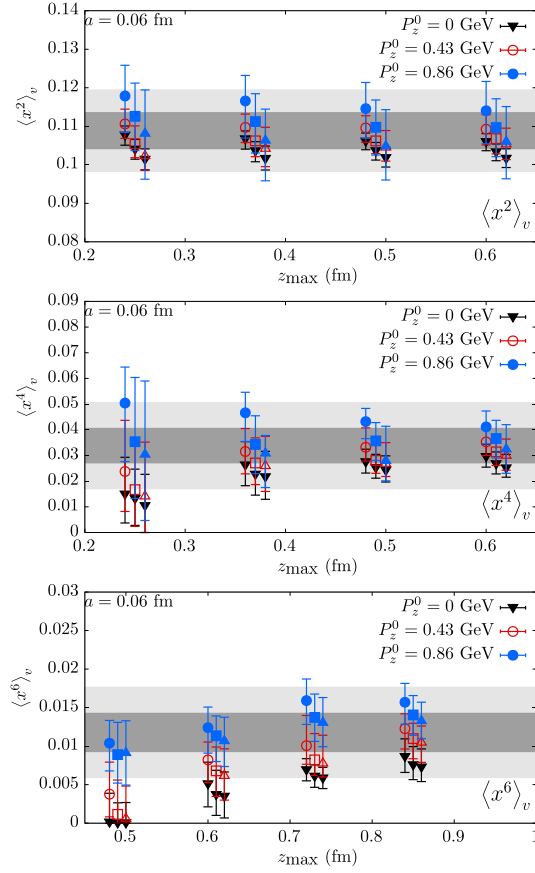 a = 0.06 fm
P_z^0 = 0 GeV
P_z^0 = 0.43 GeV
P_z^0 = 0.86 GeV
⟨x^2⟩_v
0.14
0.13
0.12
0.11
0.1
0.09
0.08
⟨x^2⟩_v
0.2 0.3 0.4 0.5 0.6
z_max (fm)
a = 0.06 fm
P_z^0 = 0 GeV
P_z^0 = 0.43 GeV
P_z^0 = 0.86 GeV
⟨x^4⟩_v
0.09
0.08
0.07
0.06
0.05
0.04
0.03
0.02
0.01
0
⟨x^4⟩_v
0.2 0.3 0.4 0.5 0.6
z_max (fm)
a = 0.06 fm
P_z^0 = 0 GeV
P_z^0 = 0.43 GeV
P_z^0 = 0.86 GeV
⟨x^6⟩_v
0.03
0.025
0.02
0.015
0.01
0.005
0
⟨x^6⟩_v
0.5 0.6 0.7 0.8 0.9 1
z_max (fm)